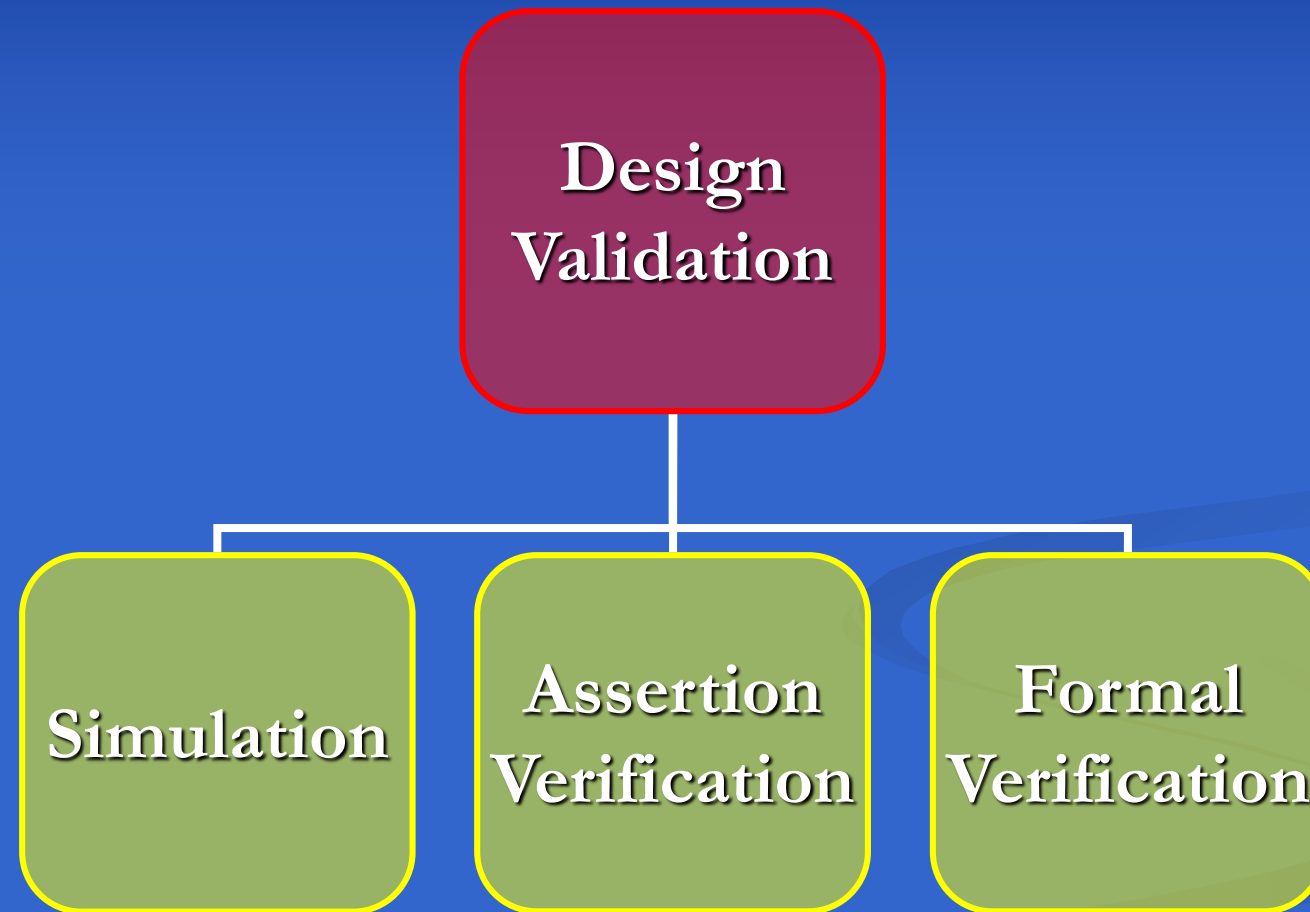 Design
Validation
Simulation
Assertion
Verification
Formal
Verification